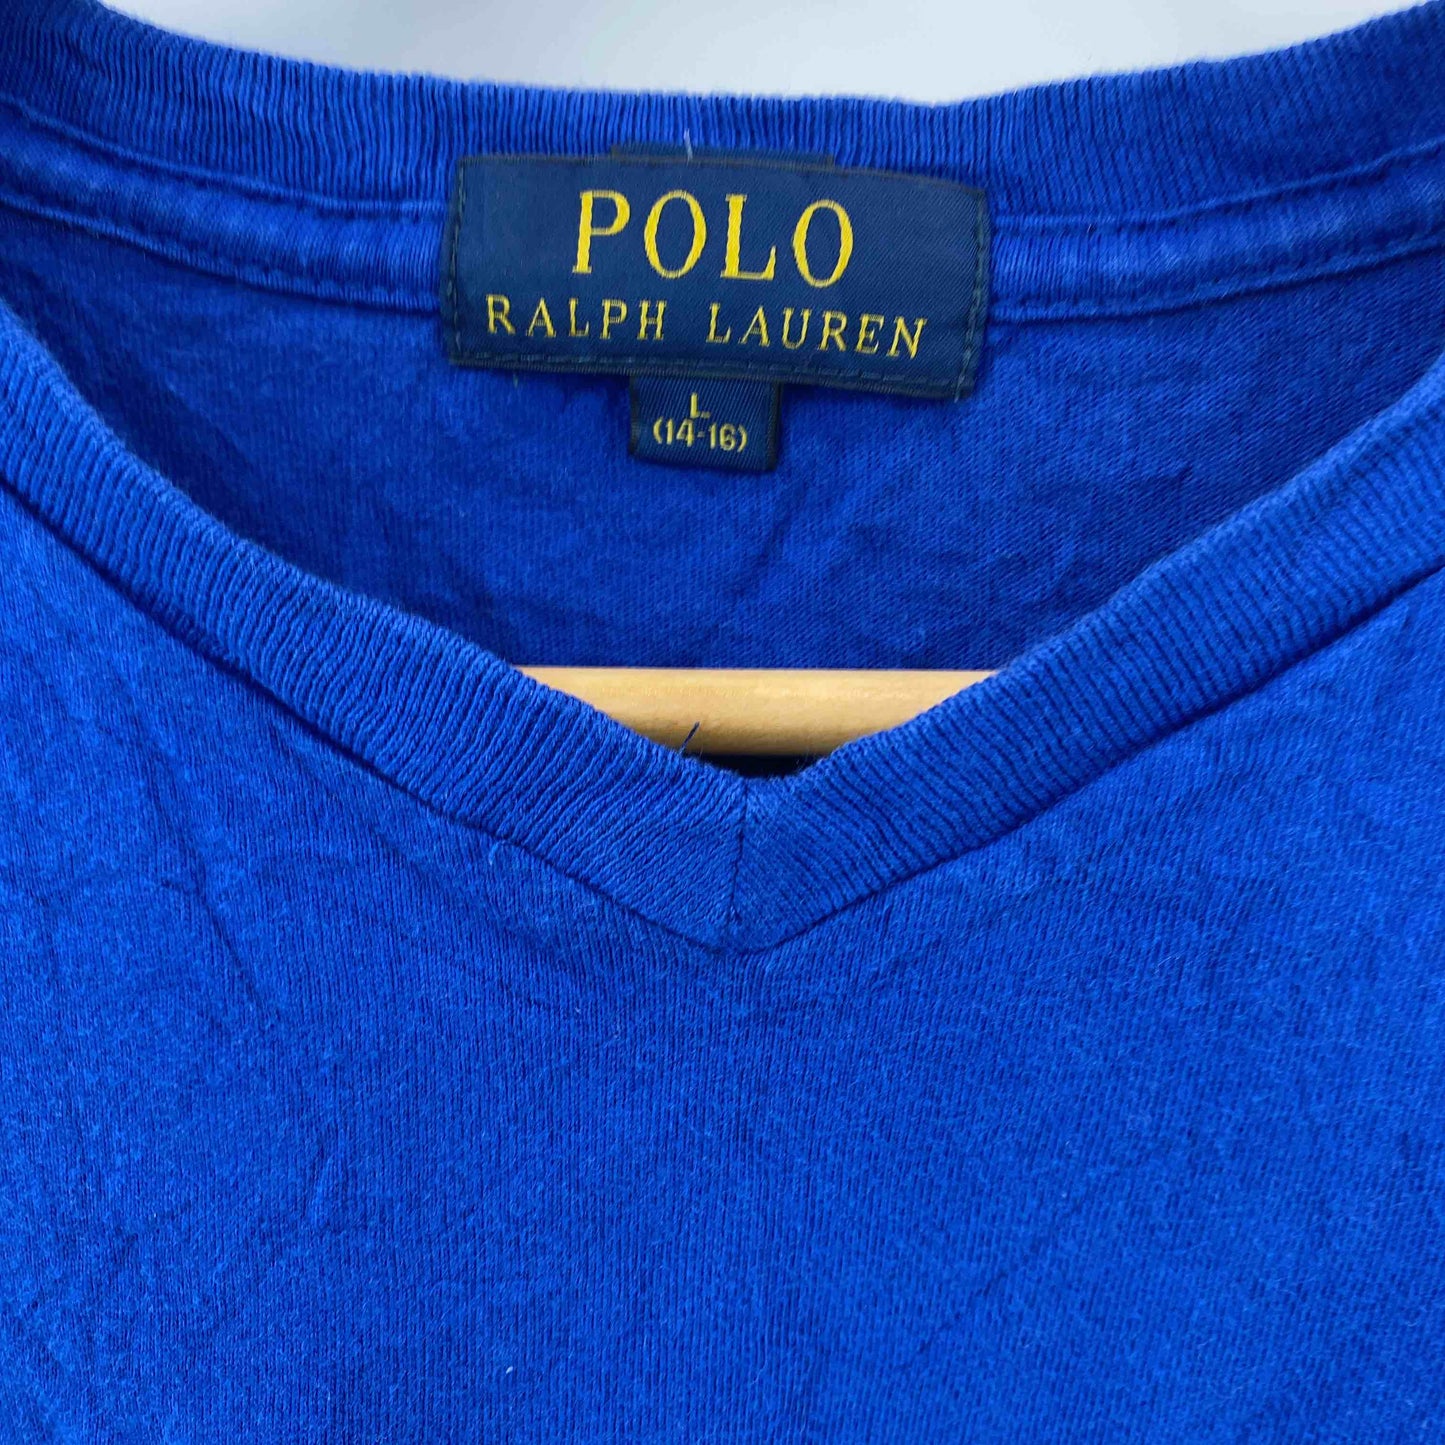 POLO
RALPH LAUREN
L
(14-16)